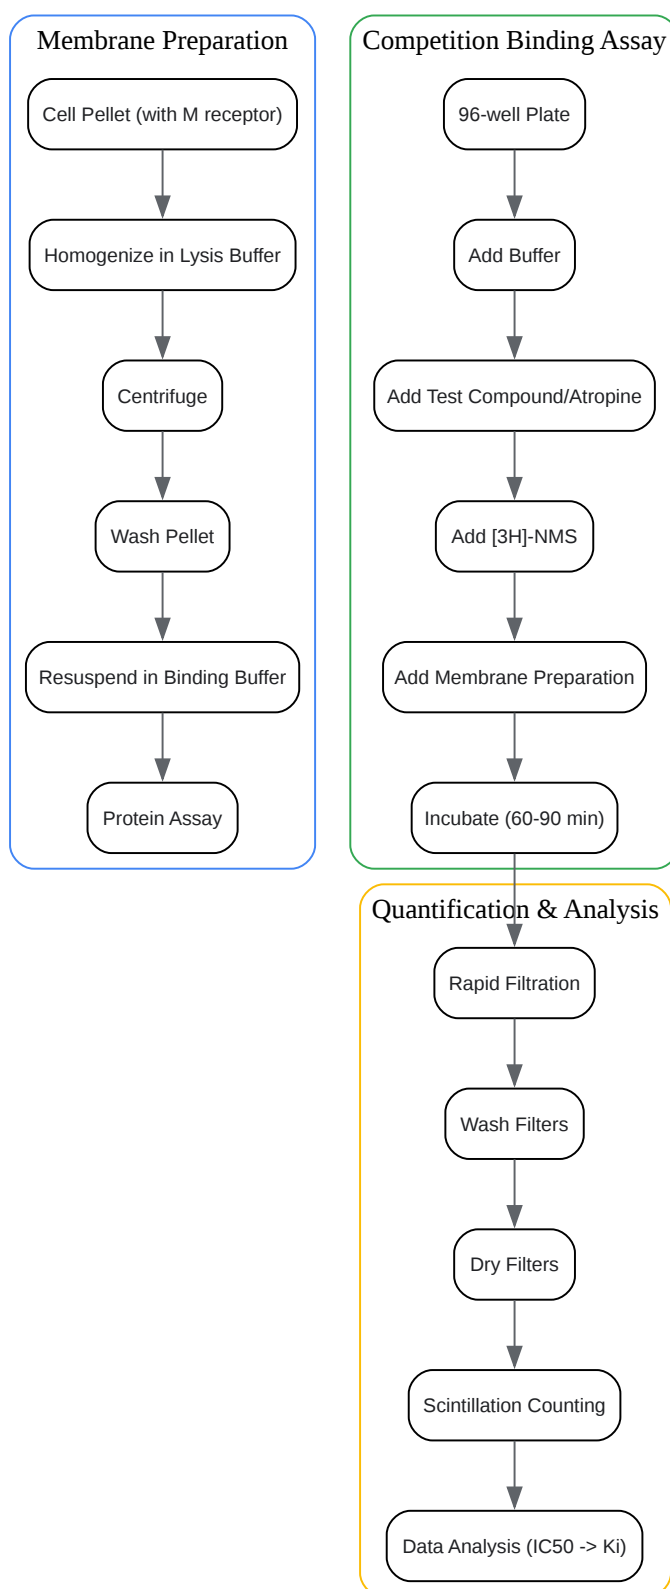 Membrane Preparation
Cell Pellet (with M receptor)
Homogenize in Lysis Buffer
Centrifuge
Wash Pellet
Resuspend in Binding Buffer
Protein Assay
Competition Binding Assay
96-well Plate
Add Buffer
Add Test Compound/Atropine
Add [3H]-NMS
Add Membrane Preparation
Incubate (60-90 min)
Quantification & Analysis
Rapid Filtration
Wash Filters
Dry Filters
Scintillation Counting
Data Analysis (IC50 -> Ki)